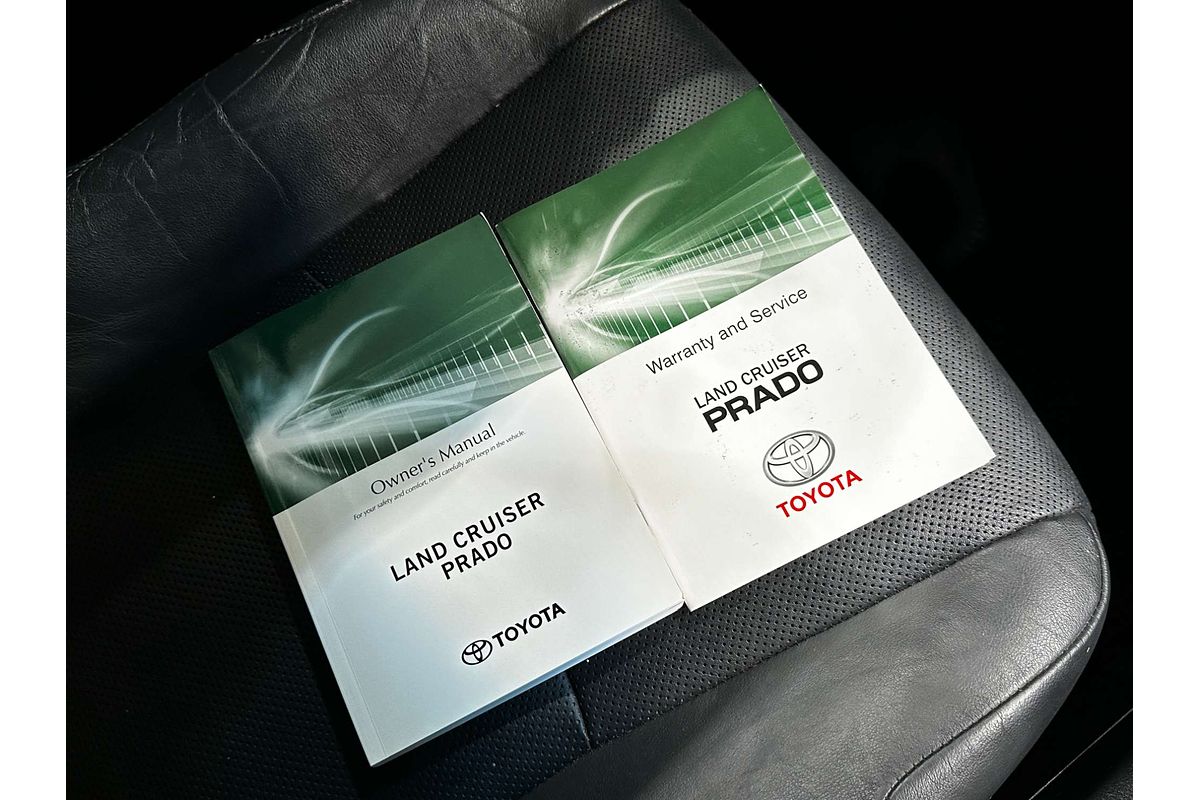 Owner's Manual
For your safety and comfort, read carefully and keep in the vehicle.
LAND CRUISER
PRADO
TOYOTA
Warranty and Service
LAND CRUISER
PRADO
TOYOTA